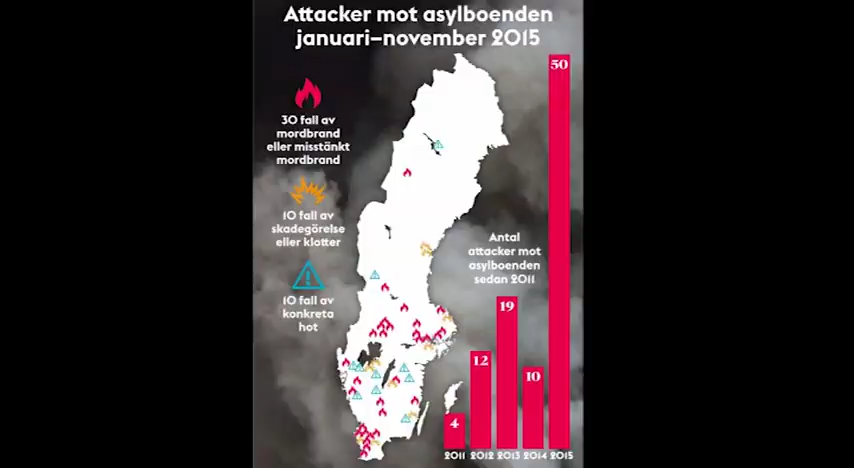 Attacker mot asylboenden
januari–november 2015
30 fall av
mordbrand
eller misstänkt
mordbrand
10 fall av
skadegörelse
eller klotter
10 fall av
konkreta
hot
Antal
attacker mot
asylboenden
sedan 2011
50
19
12
10
4
2011 2012 2013 2014 2015